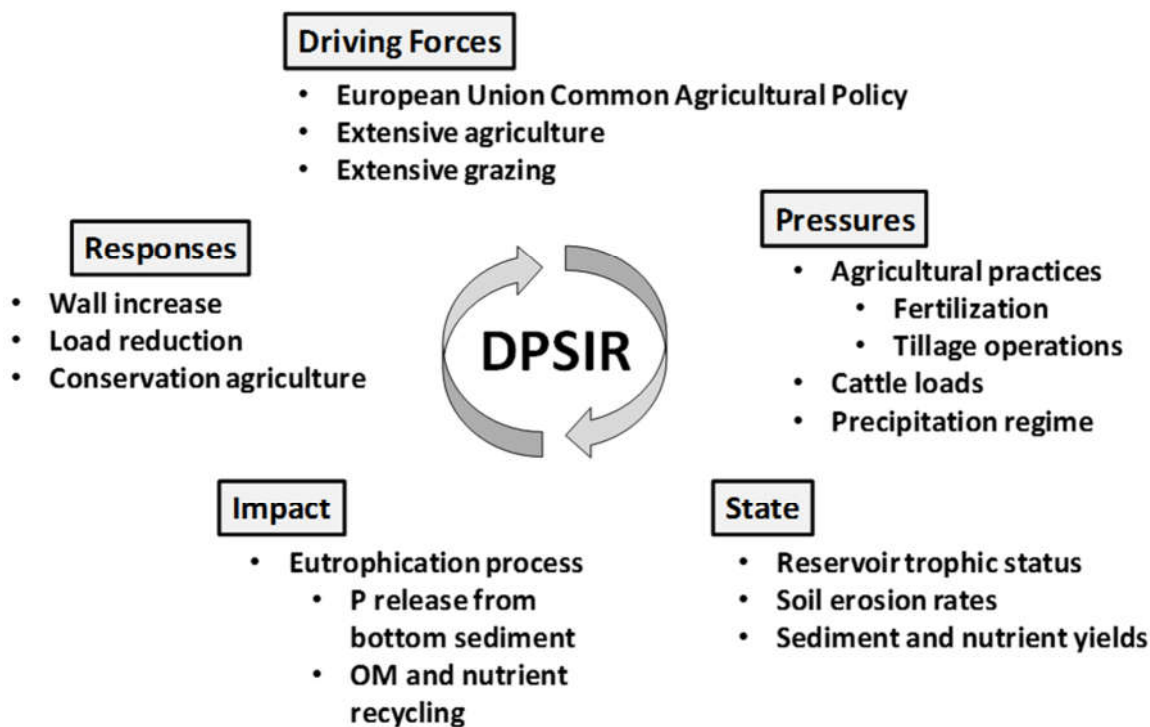 Driving Forces
• European Union Common Agricultural Policy
• Extensive agriculture
• Extensive grazing
Pressures
• Agricultural practices
• Fertilization
• Tillage operations
• Cattle loads
• Precipitation regime
State
• Reservoir trophic status
• Soil erosion rates
• Sediment and nutrient yields
Impact
• Eutrophication process
• P release from
bottom sediment
• OM and nutrient
recycling
Responses
• Wall increase
• Load reduction
• Conservation agriculture
DPSIR